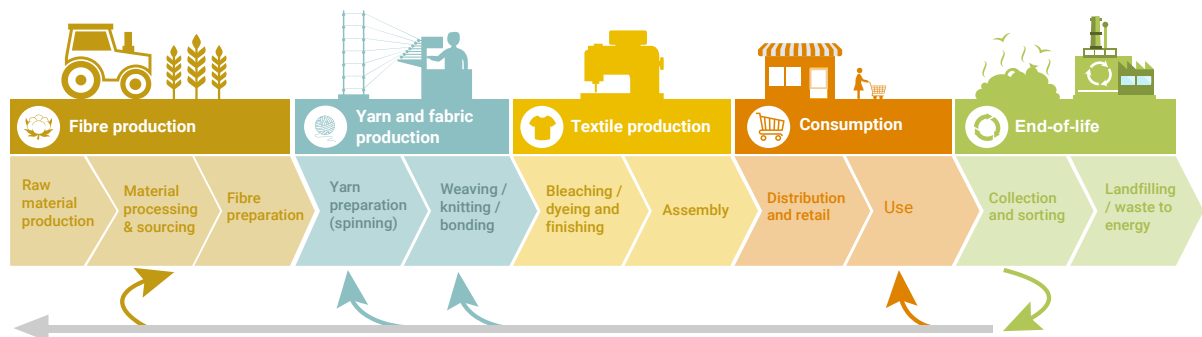 Fibre production
Yarn and fabric
production
Textile production
Consumption
End-of-life
Raw
material
production
Material
processing
& sourcing
Fibre
preparation
Yarn
preparation
(spinning)
Weaving /
knitting /
bonding
Bleaching /
dyeing and
finishing
Assembly
Distribution
and retail
Use
Collection
and sorting
Landfilling
/ waste to
energy